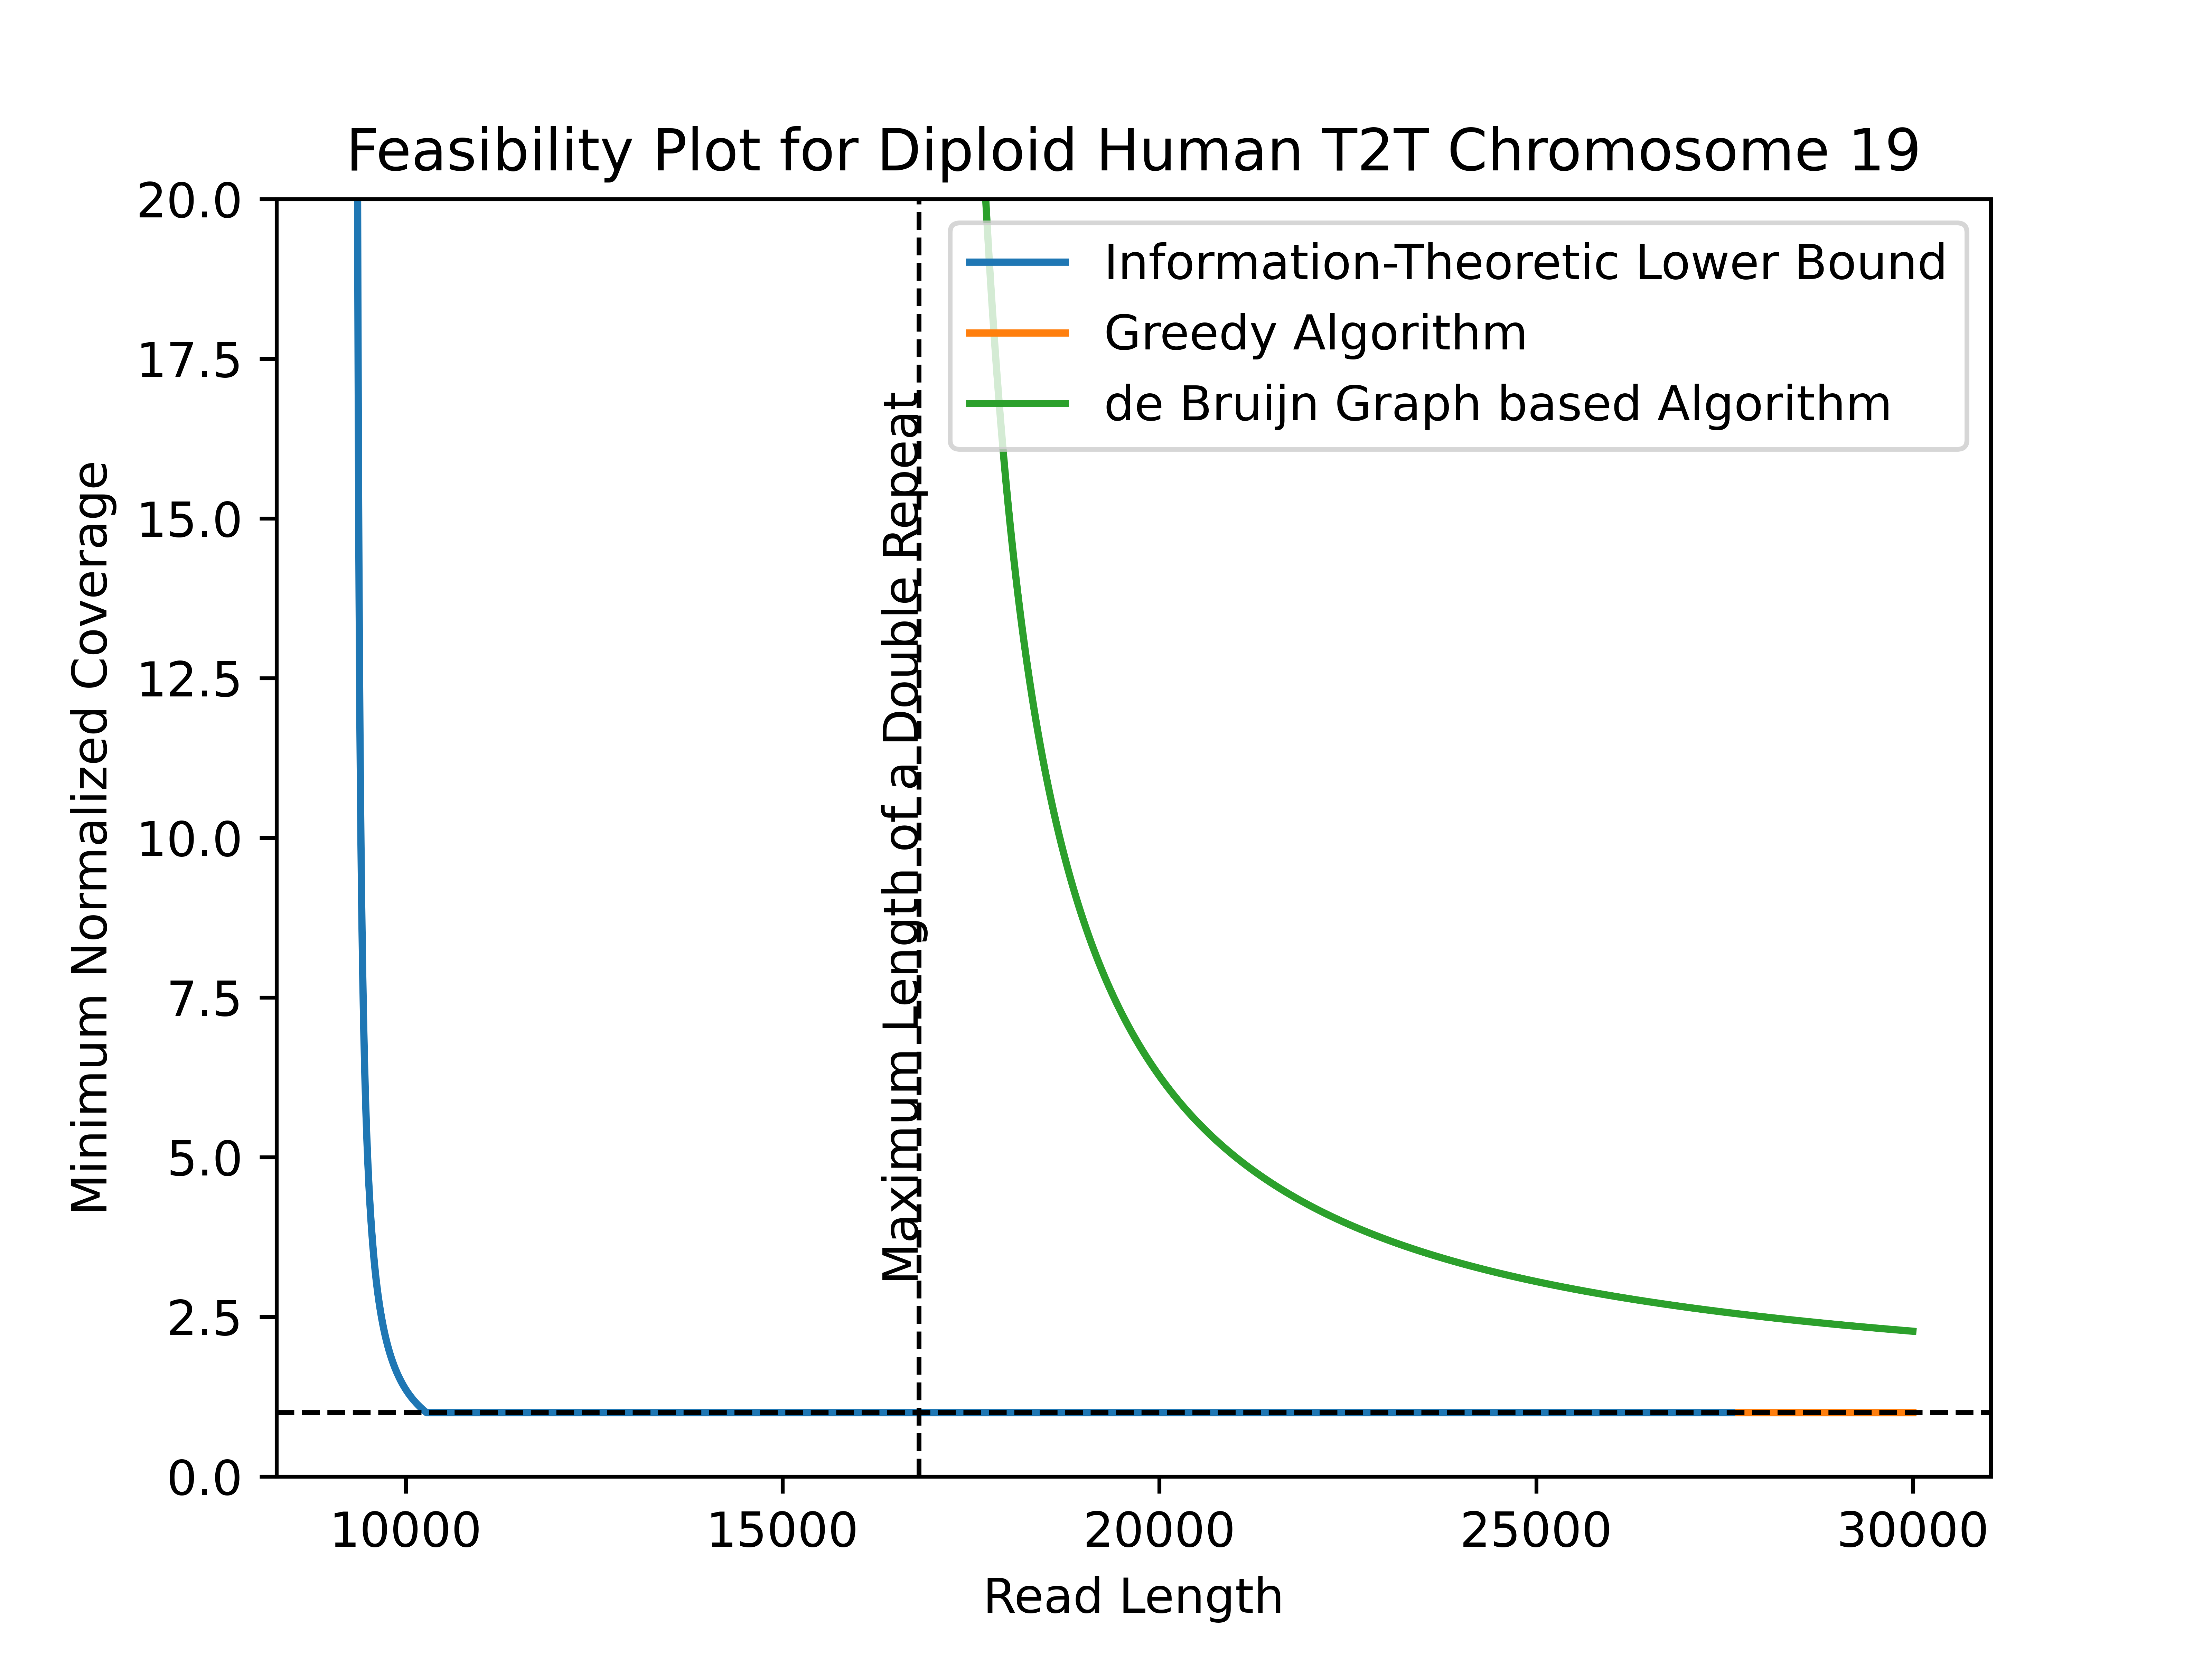 Feasibility Plot for Diploid Human T2T Chromosome 19
20.0
17.5
15.0
12.5
10.0
7.5
5.0
2.5
0.0
Minimum Normalized Coverage
Information-Theoretic Lower Bound
Greedy Algorithm
de Bruijn Graph based Algorithm
Maximum Length of a Double Repeat
10000 15000 20000 25000 30000
Read Length